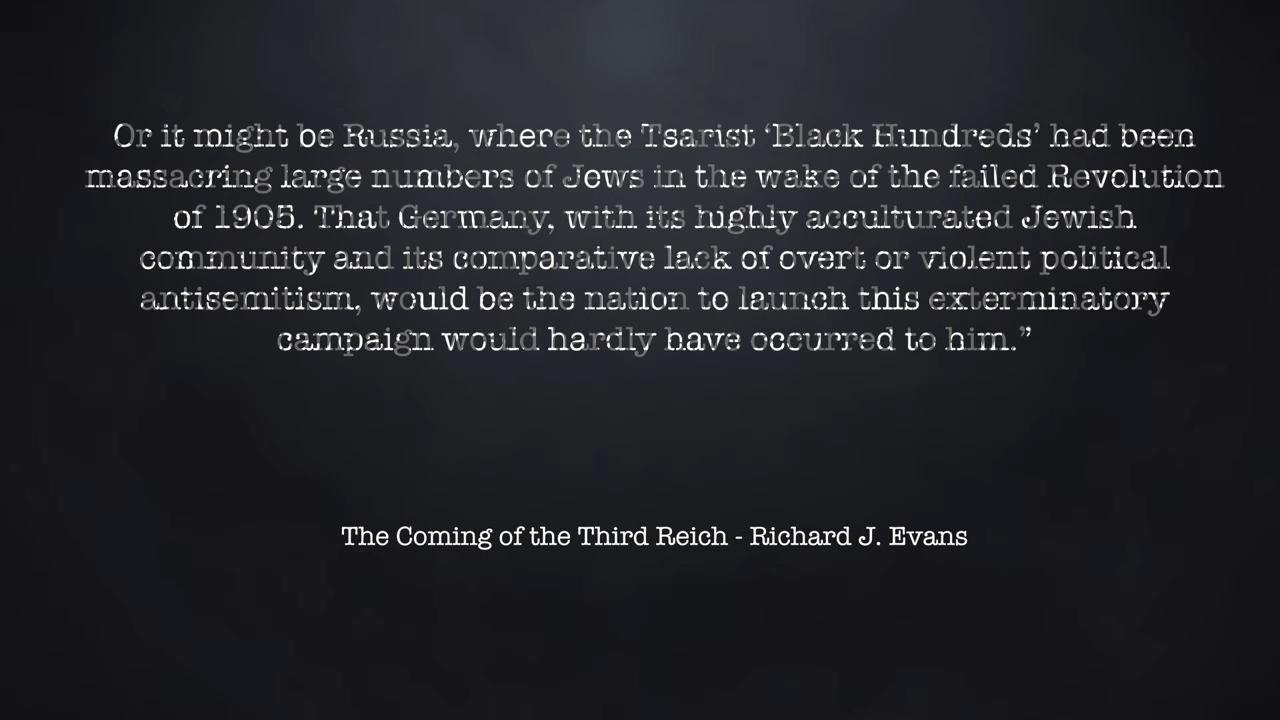 Or it might be Russia, where the Tsarist ‘Black Hundreds’ had been
massacring large numbers of Jews in the wake of the failed Revolution
of 1905. That Germany, with its highly acculturated Jewish
community and its comparative lack of overt or violent political
antisemitism, would be the nation to launch this exterminatory
campaign would hardly have occurred to him.”
The Coming of the Third Reich - Richard J. Evans